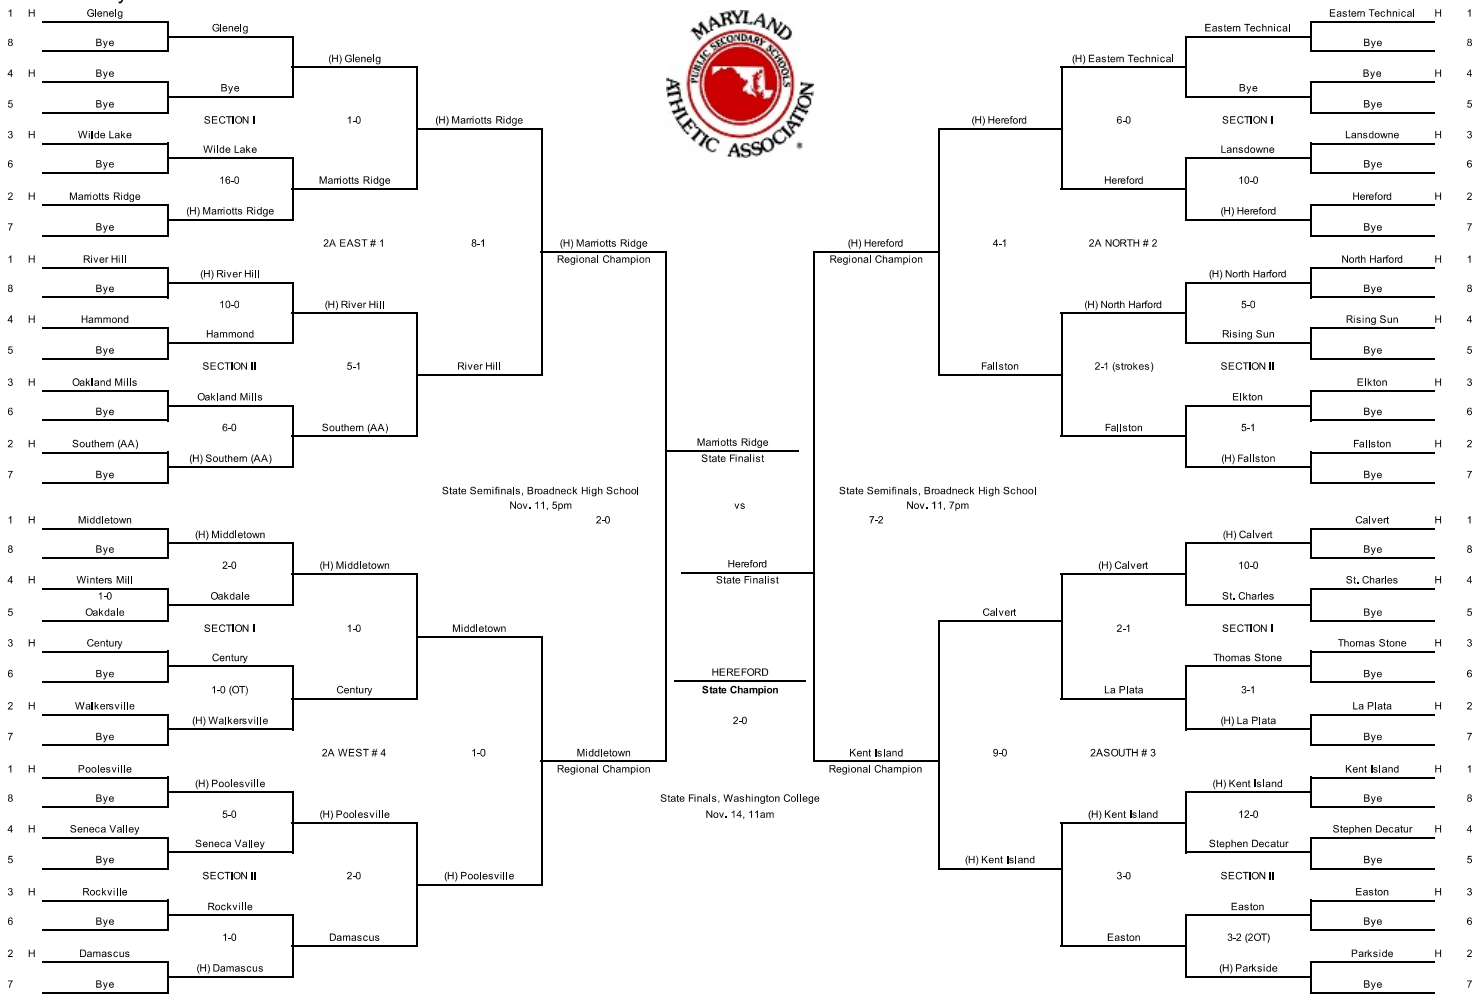 MARYLAND
PUBLIC SECONDARY SCHOOLS
ATHLETIC ASSOCIATION
®
1 H Glenelg
8 Bye
Glenelg
4 H Bye
5 Bye
Bye
(H) Glenelg
SECTION I
1-0
3 H Wilde Lake
6 Bye
Wilde Lake
16-0
2 H Marriotts Ridge
7 Bye
(H) Marriotts Ridge
Marriotts Ridge
(H) Marriotts Ridge
2A EAST # 1
8-1
1 H River Hill
8 Bye
(H) River Hill
10-0
4 H Hammond
5 Bye
Hammond
(H) River Hill
SECTION II
5-1
3 H Oakland Mills
6 Bye
Oakland Mills
6-0
2 H Southern (AA)
7 Bye
(H) Southern (AA)
Southern (AA)
River Hill
(H) Marriotts Ridge
Regional Champion
State Semifinals, Broadneck High School
Nov. 11, 5pm
2-0
1 H Middletown
8 Bye
(H) Middletown
2-0
4 H Winters Mill
1-0
5 Oakdale
Oakdale
(H) Middletown
SECTION I
1-0
3 H Century
6 Bye
Century
1-0 (OT)
2 H Walkersville
7 Bye
(H) Walkersville
Century
Middletown
2A WEST # 4
1-0
1 H Poolesville
8 Bye
(H) Poolesville
5-0
4 H Seneca Valley
5 Bye
Seneca Valley
(H) Poolesville
SECTION II
2-0
3 H Rockville
6 Bye
Rockville
1-0
2 H Damascus
7 Bye
(H) Damascus
Damascus
(H) Poolesville
Middletown
Regional Champion
Marriotts Ridge
State Finalist
vs
Hereford
State Finalist
HEREFORD
State Champion
2-0
State Finals, Washington College
Nov. 14, 11am
Eastern Technical H 1
Bye 8
Eastern Technical
Bye H 4
Bye 5
Bye
(H) Eastern Technical
6-0
SECTION I
Lansdowne H 3
Bye 6
Lansdowne
10-0
Hereford H 2
Bye 7
(H) Hereford
Hereford
(H) Hereford
4-1
2A NORTH # 2
North Harford H 1
Bye 8
(H) North Harford
5-0
Rising Sun H 4
Bye 5
Rising Sun
(H) North Harford
2-1 (strokes)
SECTION II
Elkton H 3
Bye 6
Elkton
5-1
Fallston H 2
Bye 7
(H) Fallston
Fallston
Fallston
(H) Hereford
Regional Champion
State Semifinals, Broadneck High School
Nov. 11, 7pm
7-2
Calvert H 1
Bye 8
(H) Calvert
10-0
St. Charles H 4
Bye 5
St. Charles
(H) Calvert
2-1
SECTION I
Thomas Stone H 3
Bye 6
Thomas Stone
3-1
La Plata H 2
Bye 7
(H) La Plata
La Plata
Calvert
9-0
2ASOUTH # 3
Kent Island H 1
Bye 8
(H) Kent Island
12-0
Stephen Decatur H 4
Bye 5
Stephen Decatur
(H) Kent Island
3-0
SECTION II
Easton H 3
Bye 6
Easton
3-2 (2OT)
Parkside H 2
Bye 7
(H) Parkside
Easton
(H) Kent Island
Kent Island
Regional Champion